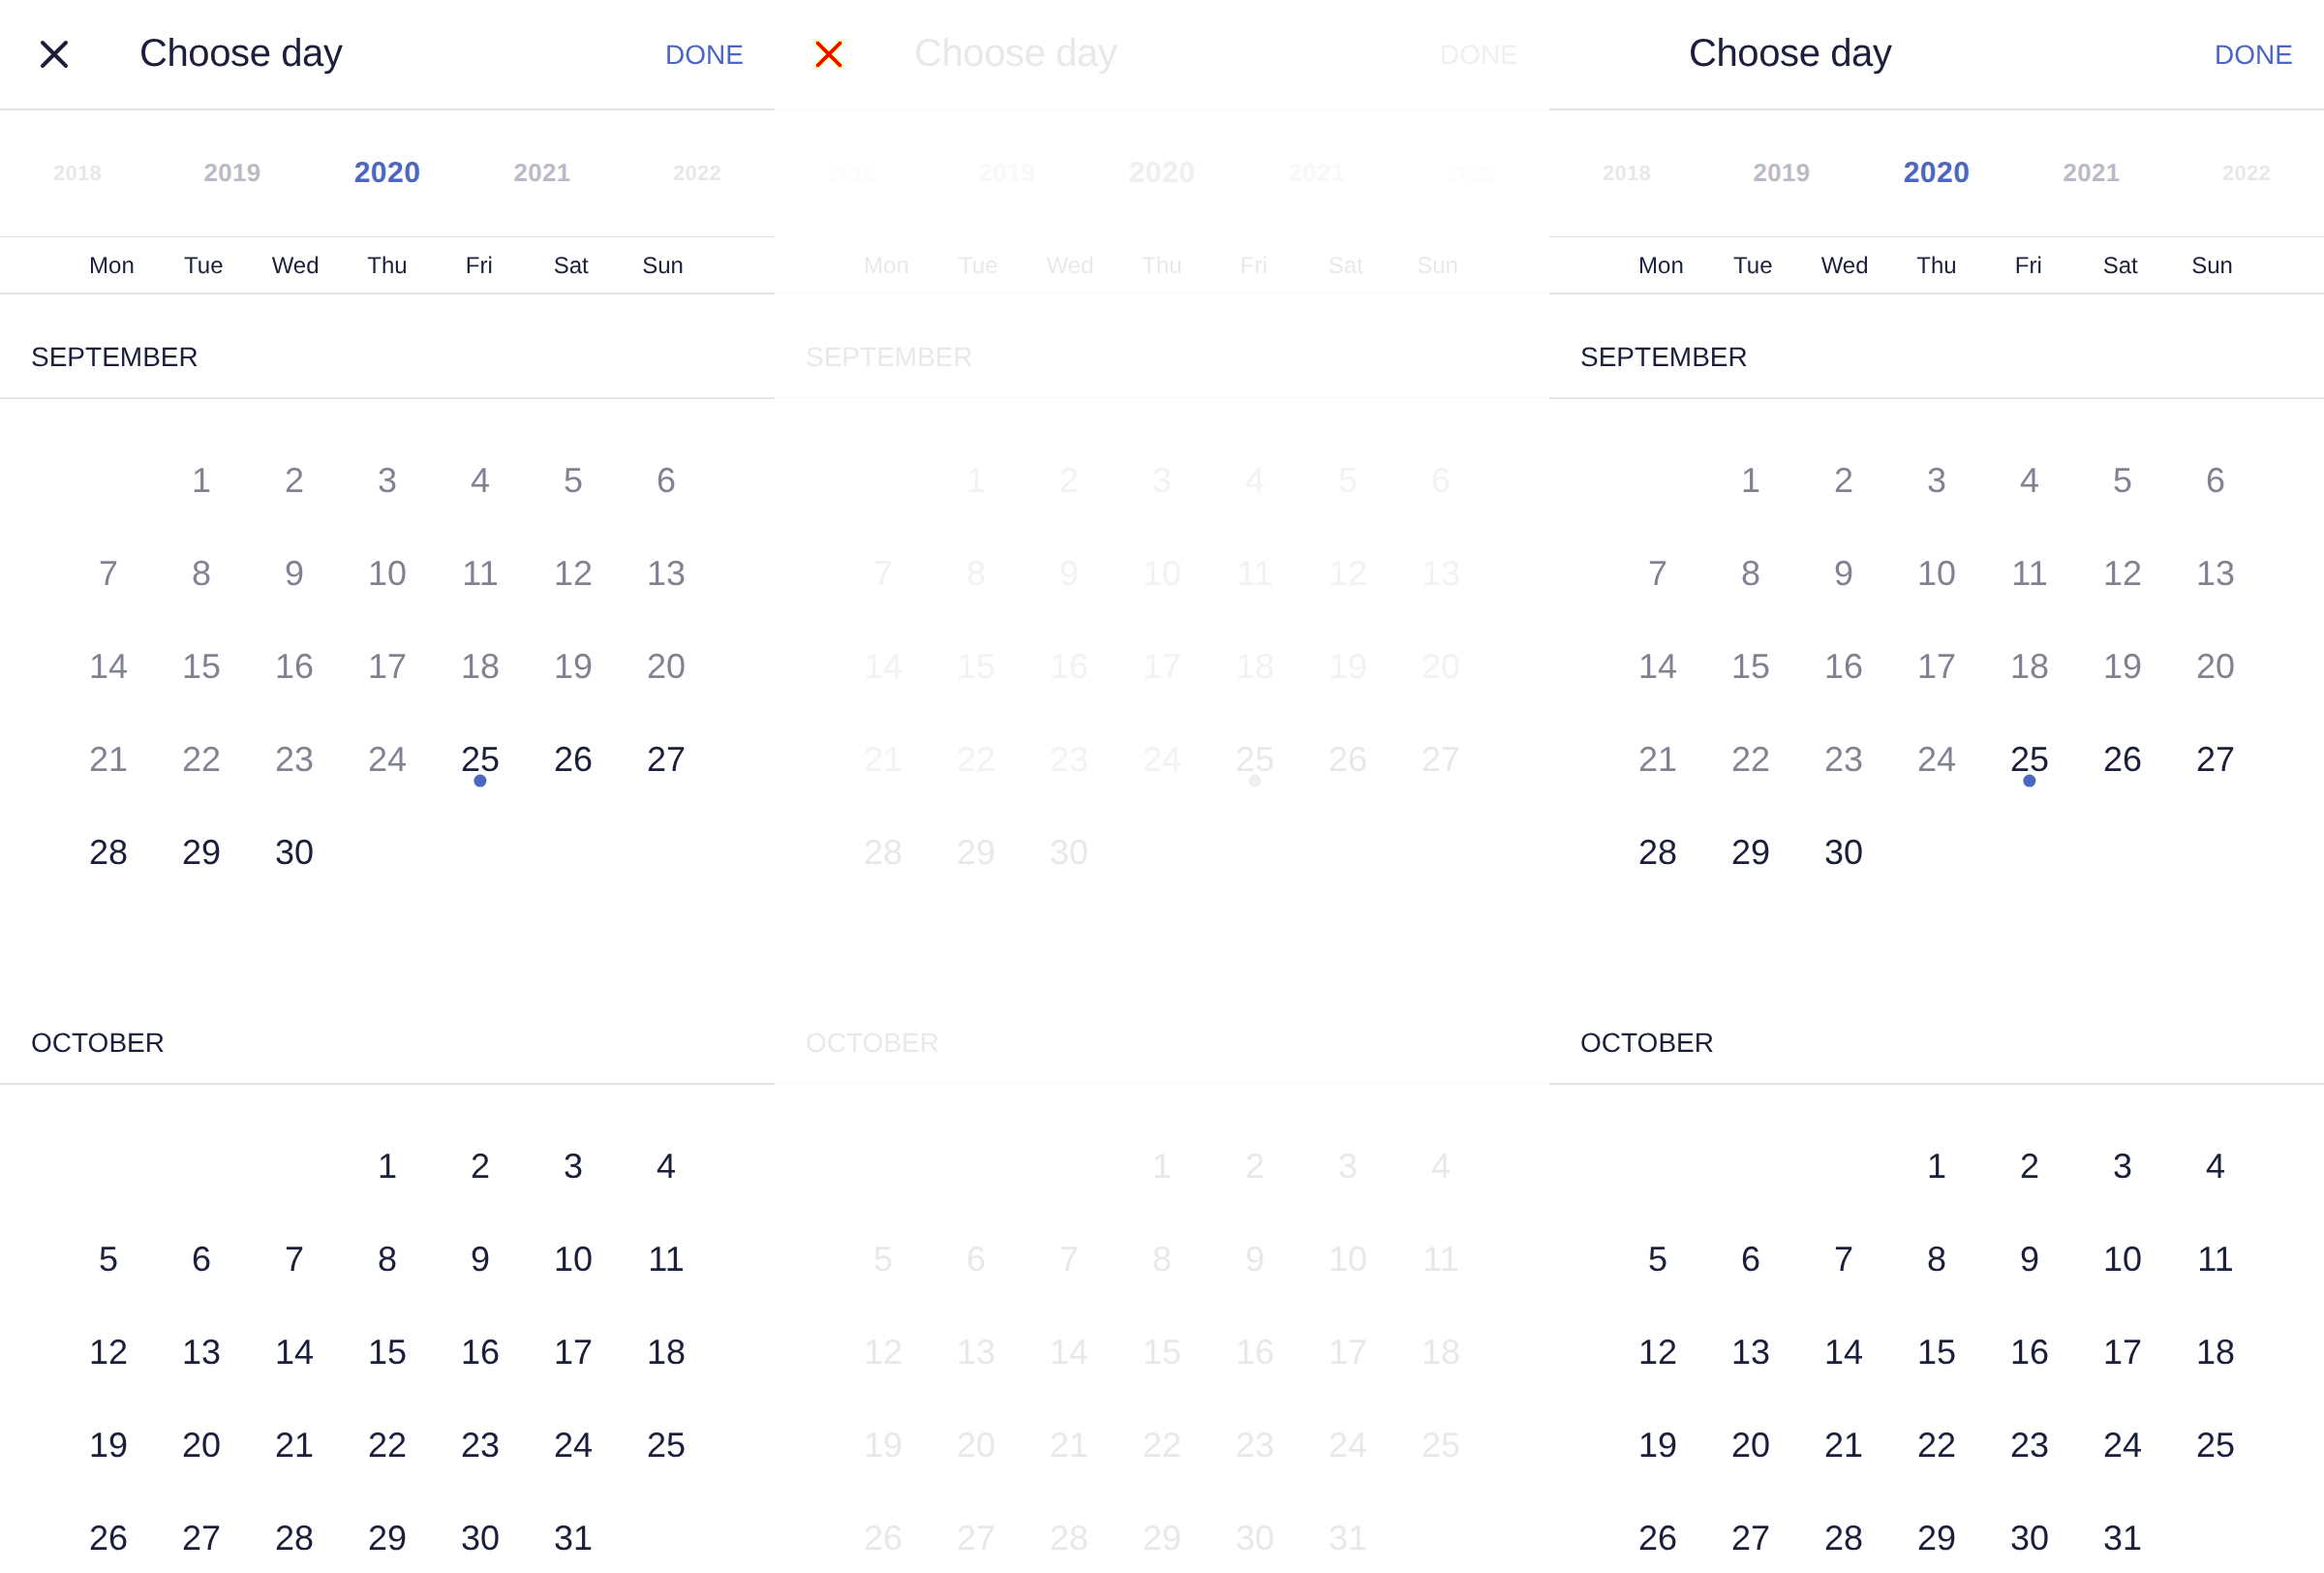 Choose day DONE Choose day DONE Choose day DONE
2018 2019 2020 2021 2022 2018 2019 2020 2021 2022 2018 2019 2020 2021 2022
Mon Tue Wed Thu Fri Sat Sun Mon Tue Wed Thu Fri Sat Sun Mon Tue Wed Thu Fri Sat Sun
SEPTEMBER SEPTEMBER SEPTEMBER
1 2 3 4 5 6 1 2 3 4 5 6 1 2 3 4 5 6
7 8 9 10 11 12 13 7 8 9 10 11 12 13 7 8 9 10 11 12 13
14 15 16 17 18 19 20 14 15 16 17 18 19 20 14 15 16 17 18 19 20
21 22 23 24 25 26 27 21 22 23 24 25 26 27 21 22 23 24 25 26 27
28 29 30 28 29 30 28 29 30
OCTOBER OCTOBER OCTOBER
1 2 3 4 1 2 3 4 1 2 3 4
5 6 7 8 9 10 11 5 6 7 8 9 10 11 5 6 7 8 9 10 11
12 13 14 15 16 17 18 12 13 14 15 16 17 18 12 13 14 15 16 17 18
19 20 21 22 23 24 25 19 20 21 22 23 24 25 19 20 21 22 23 24 25
26 27 28 29 30 31 26 27 28 29 30 31 26 27 28 29 30 31